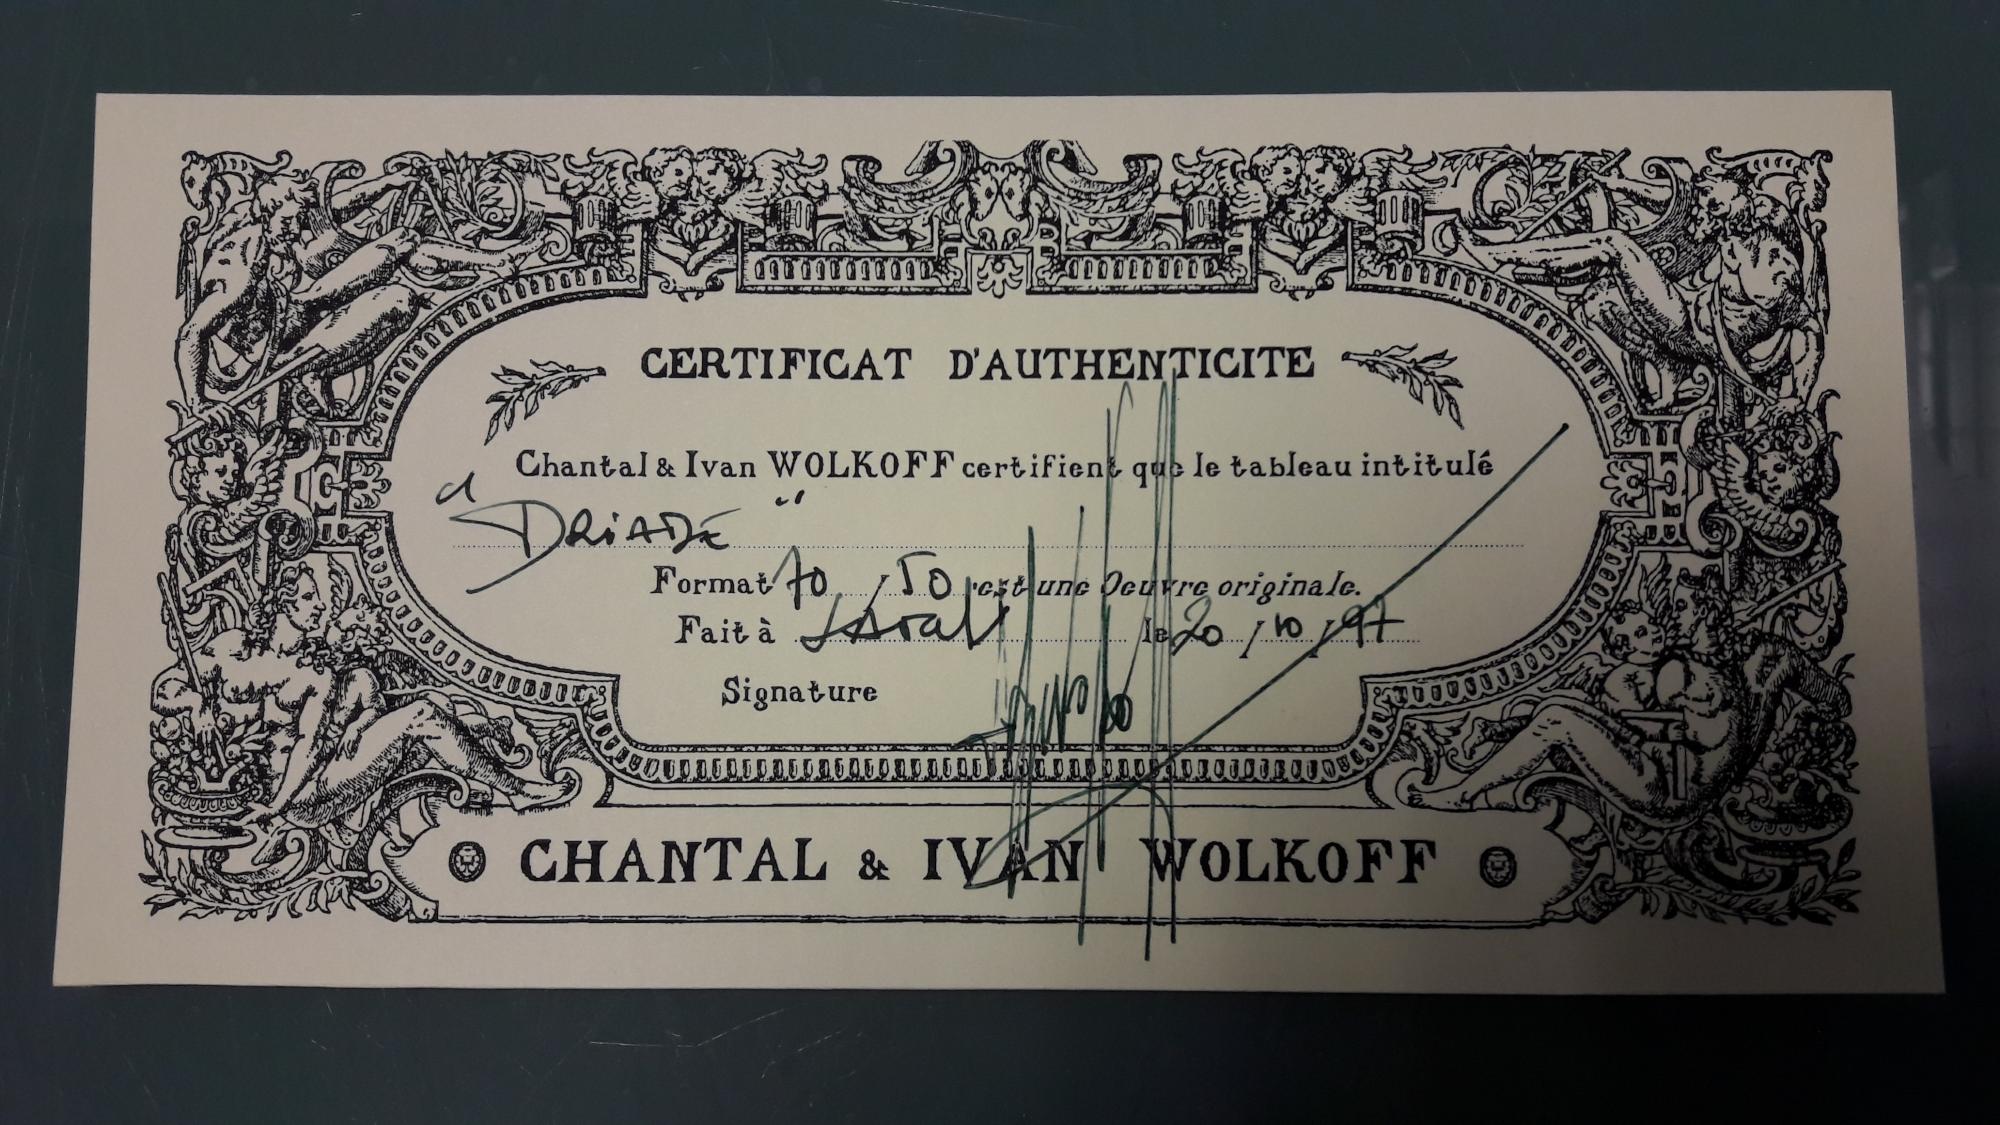 CERTIFICAT D'AUTHENTICITE
Chantal & Ivan WOLKOFF certifient que le tableau intitulé
"DRIADE"
Format 70 / 50 est une Oeuvre originale.
Fait à le 20 / 10 / 97
Signature
CHANTAL & IVAN WOLKOFF